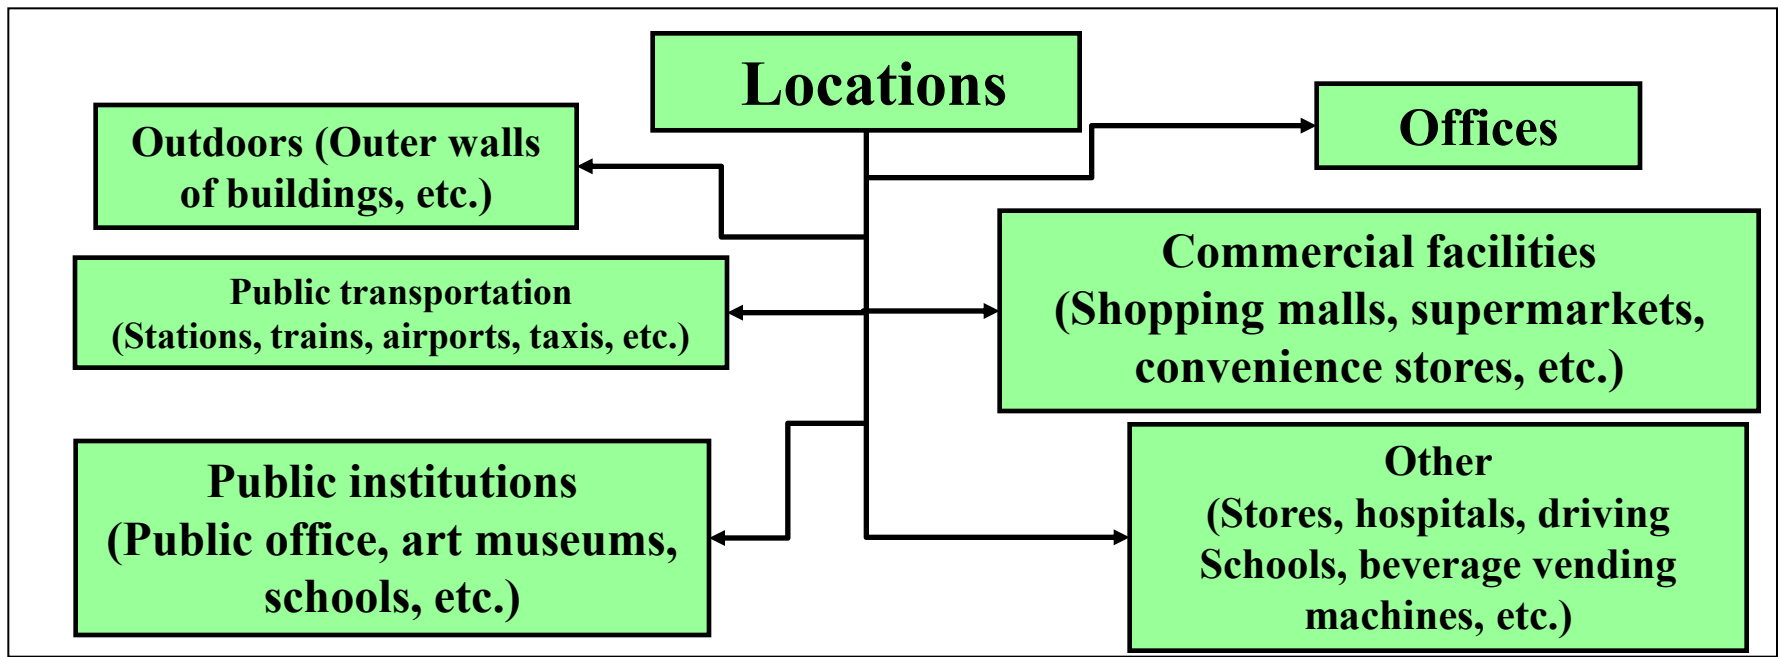 Locations
Offices
Outdoors (Outer walls
of buildings, etc.)
Commercial facilities
(Shopping malls, supermarkets,
convenience stores, etc.)
Public transportation
(Stations, trains, airports, taxis, etc.)
Public institutions
(Public office, art museums,
schools, etc.)
Other
(Stores, hospitals, driving
Schools, beverage vending
machines, etc.)